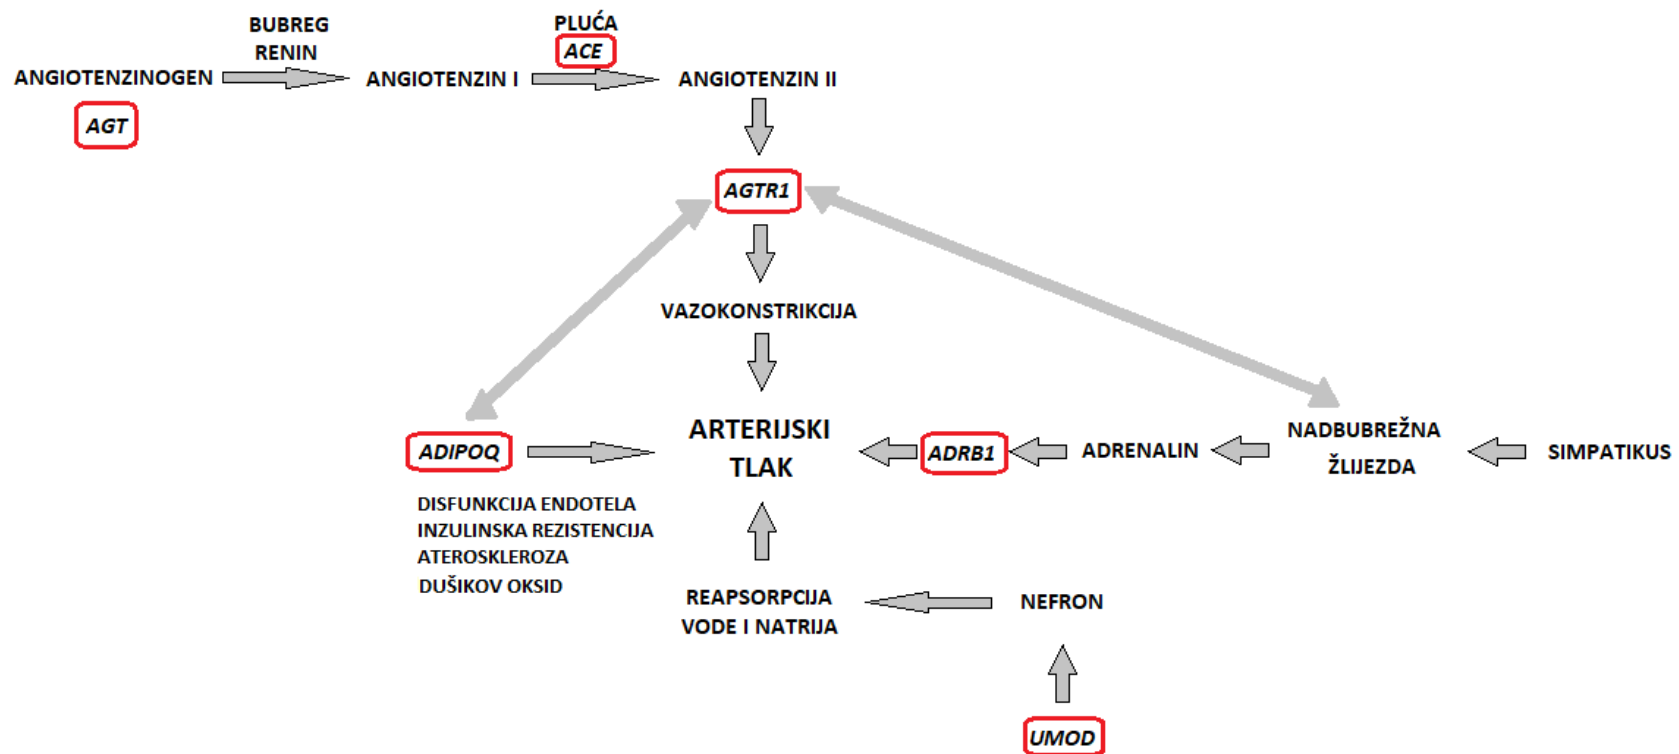 BUBREG
RENIN
PLUĆA
ACE
ANGIOTENZINOGEN
ANGIOTENZIN I
ANGIOTENZIN II
AGT
AGTR1
VAZOKONSTRIKCIJA
ARTERIJSKI
TLAK
ADIPOQ
ADRB1
ADRENALIN
NADBUBREŽNA
ŽLIJEZDA
SIMPATIKUS
DISFUNKCIJA ENDOTELA
INZULINSKA REZISTENCIJA
ATEROSKLEROZA
DUŠIKOV OKSID
REAPSORPCIJA
VODE I NATRIJA
NEFRON
UMOD